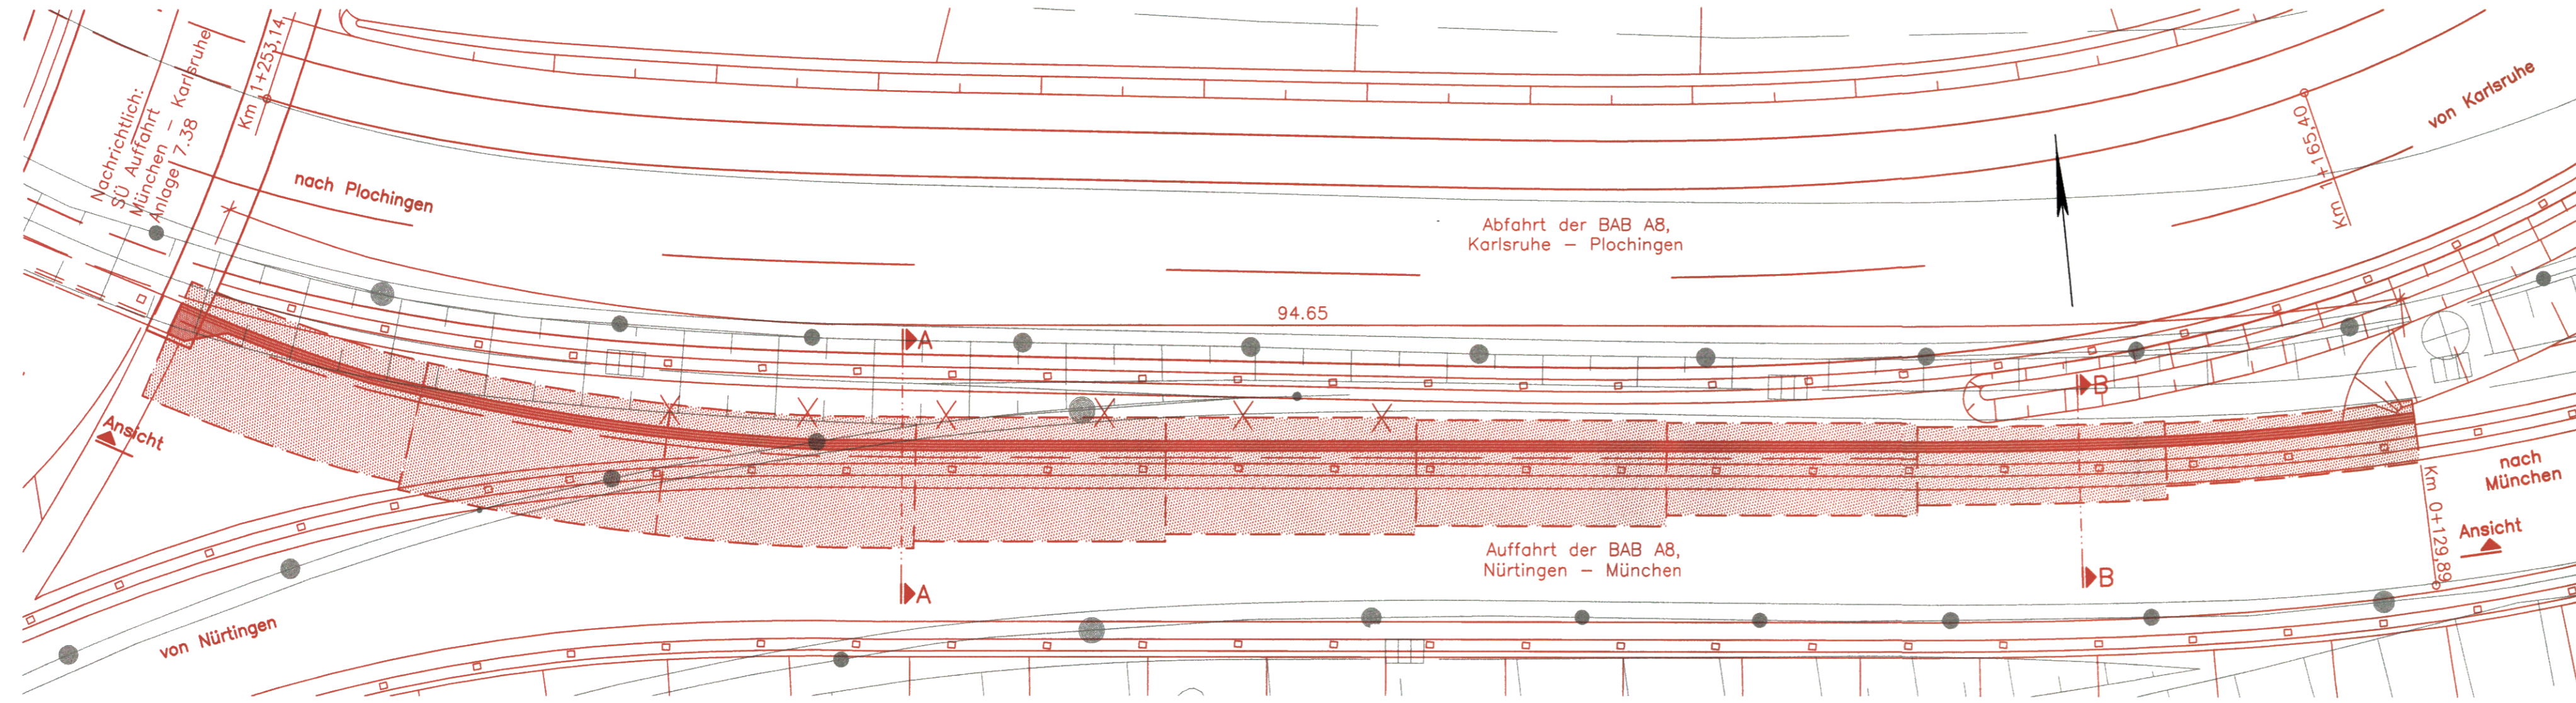 Nachrichtlich:
SÜ Auffahrt
München – Karlsruhe
Anlage 7.38
Km 1+253,14
nach Plochingen
Abfahrt der BAB A8,
Karlsruhe – Plochingen
von Karlsruhe
Km 1+165,40
94.65
A
B
Ansicht
nach
München
Km 0+129,89
Ansicht
Auffahrt der BAB A8,
Nürtingen – München
A
B
von Nürtingen